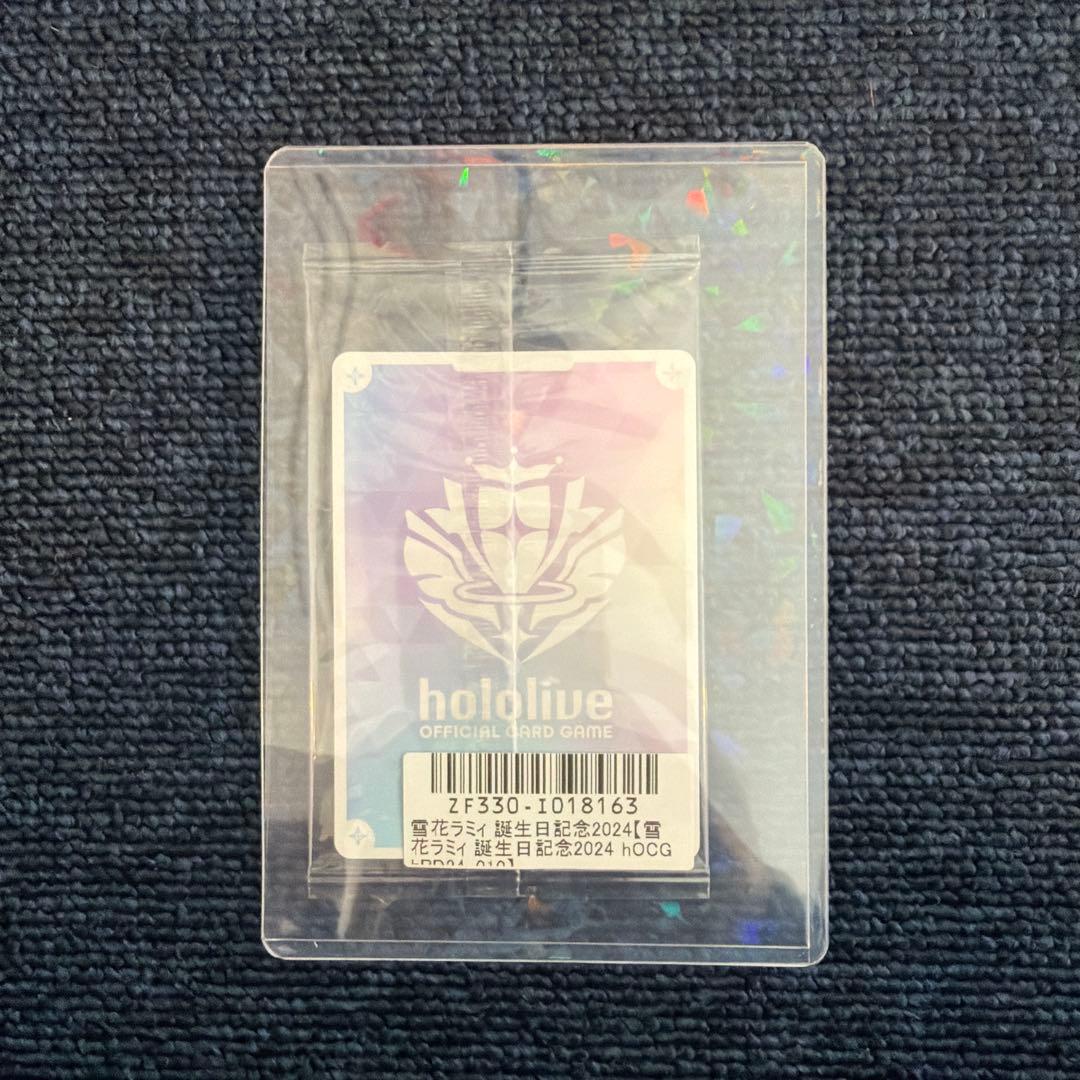 hololive
OFFICIAL CARD GAME
ZF330-I018163
雪花ラミィ 誕生日記念2024【雪
花ラミィ 誕生日記念2024 hOCG